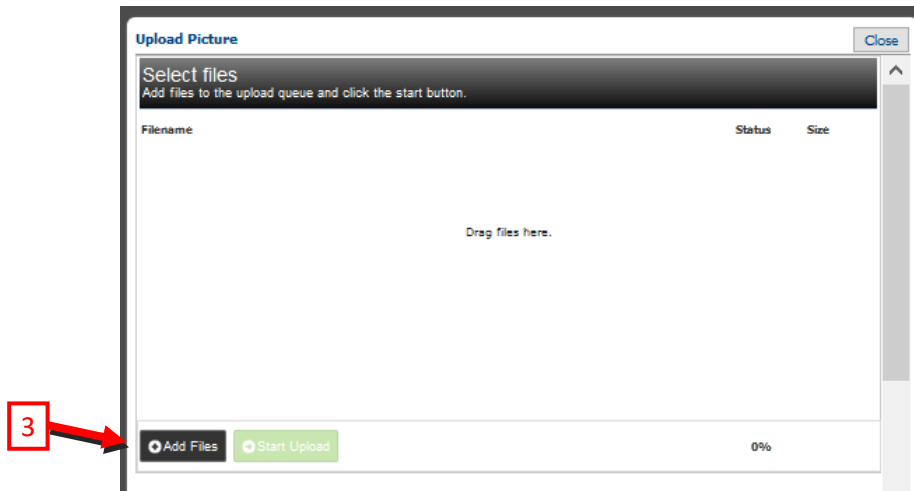 Upload Picture
Close
Select files
Add files to the upload queue and click the start button.
Filename Status Size
Drag files here.
3
Add Files Start Upload 0%